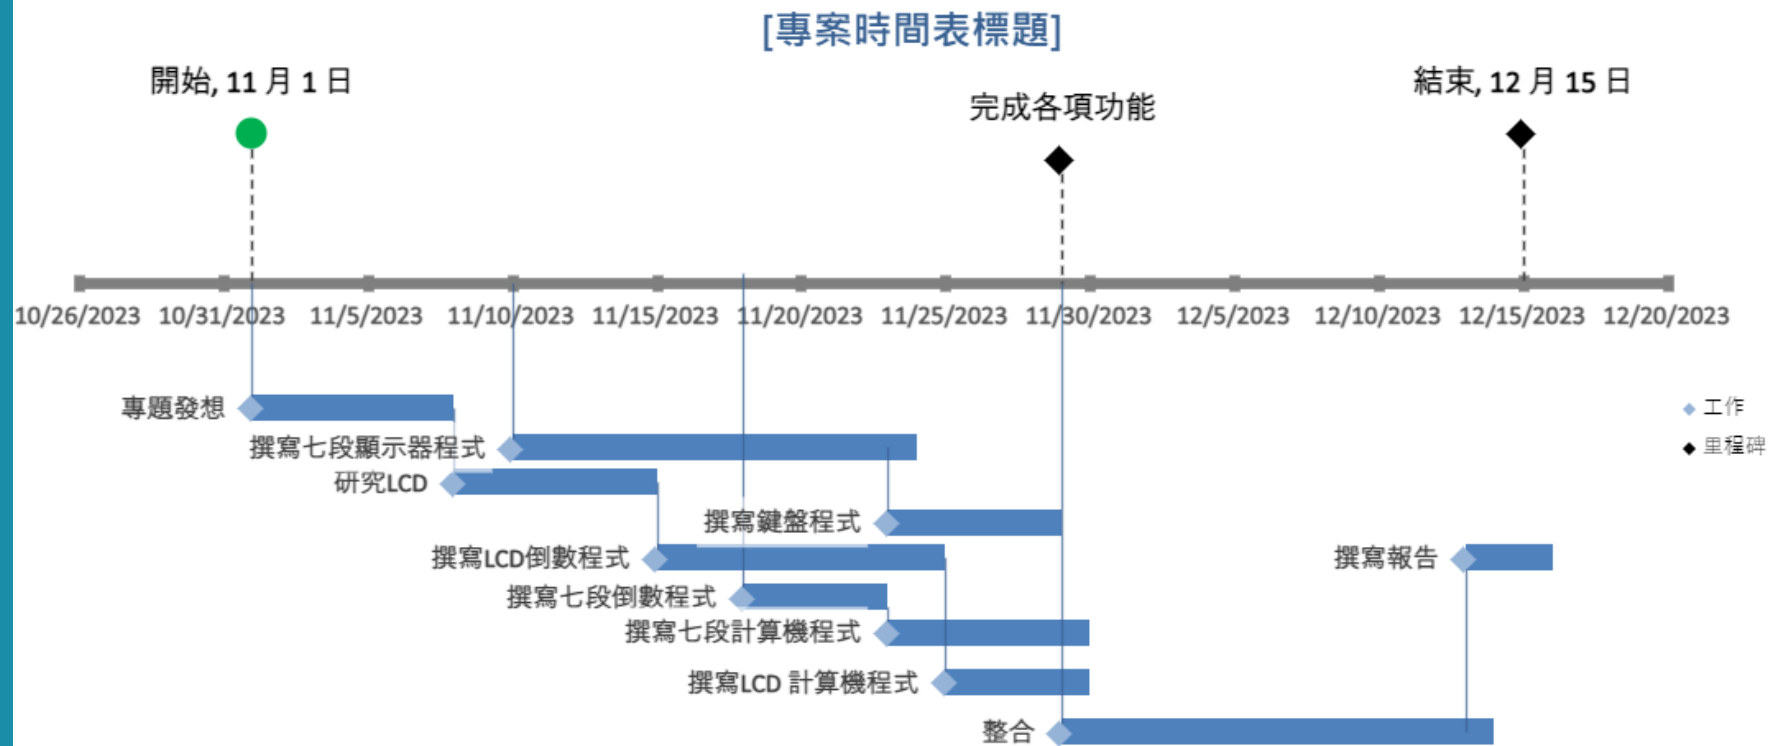 [專案時間表標題]
開始, 11 月 1 日
完成各項功能
結束, 12 月 15 日
10/26/2023 10/31/2023 11/5/2023 11/10/2023 11/15/2023 11/20/2023 11/25/2023 11/30/2023 12/5/2023 12/10/2023 12/15/2023 12/20/2023
專題發想
工作
撰寫七段顯示器程式
里程碑
研究LCD
撰寫鍵盤程式
撰寫LCD倒數程式
撰寫報告
撰寫七段倒數程式
撰寫七段計算機程式
撰寫LCD 計算機程式
整合